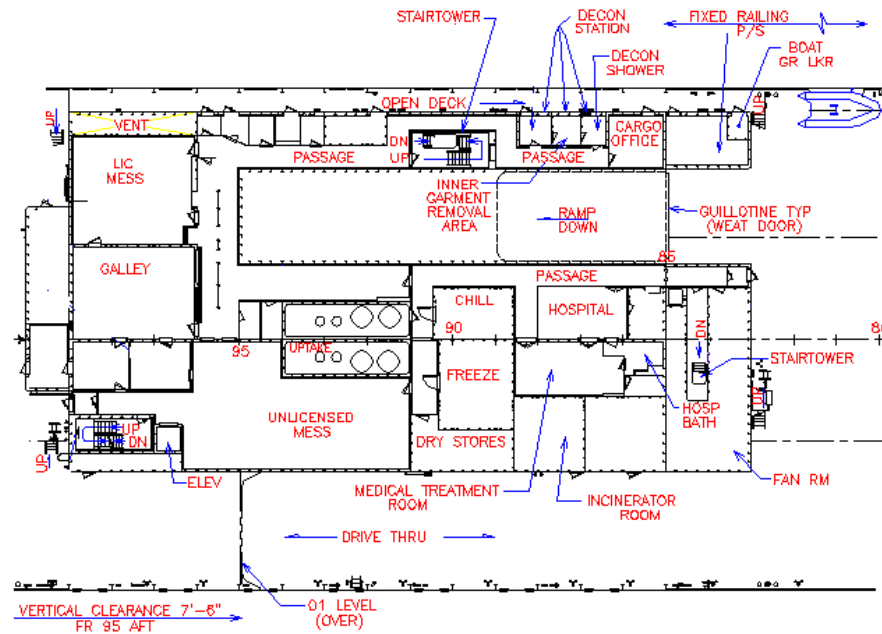 STAIRTOWER
DECON
STATION
FIXED RAILING
P/S
DECON
SHOWER
BOAT
GR LKR
OPEN DECK
UP
UP
VENT
DN
UP
CARGO
OFFICE
PASSAGE
PASSAGE
LIC
MESS
INNER
GARMENT
REMOVAL
AREA
RAMP
DOWN
GUILLOTINE TYP
(WEAT DOOR)
85
GALLEY
PASSAGE
CHILL
HOSPITAL
90
DN
80
95
UPTAKE
STAIRTOWER
FREEZE
HOSP
BATH
UNLICENSED
MESS
UP
DN
DRY STORES
UP
ELEV
FAN RM
MEDICAL TREATMENT
ROOM
INCINERATOR
ROOM
DRIVE THRU
VERTICAL CLEARANCE 7'-6"
FR 95 AFT
01 LEVEL
(OVER)